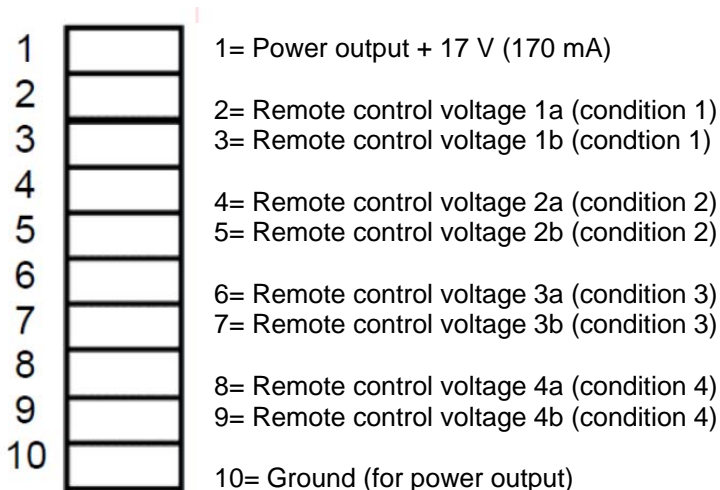 1
2
3
4
5
6
7
8
9
10
1= Power output + 17 V (170 mA)
2= Remote control voltage 1a (condition 1)
3= Remote control voltage 1b (condtion 1)
4= Remote control voltage 2a (condition 2)
5= Remote control voltage 2b (condition 2)
6= Remote control voltage 3a (condition 3)
7= Remote control voltage 3b (condition 3)
8= Remote control voltage 4a (condition 4)
9= Remote control voltage 4b (condition 4)
10= Ground (for power output)